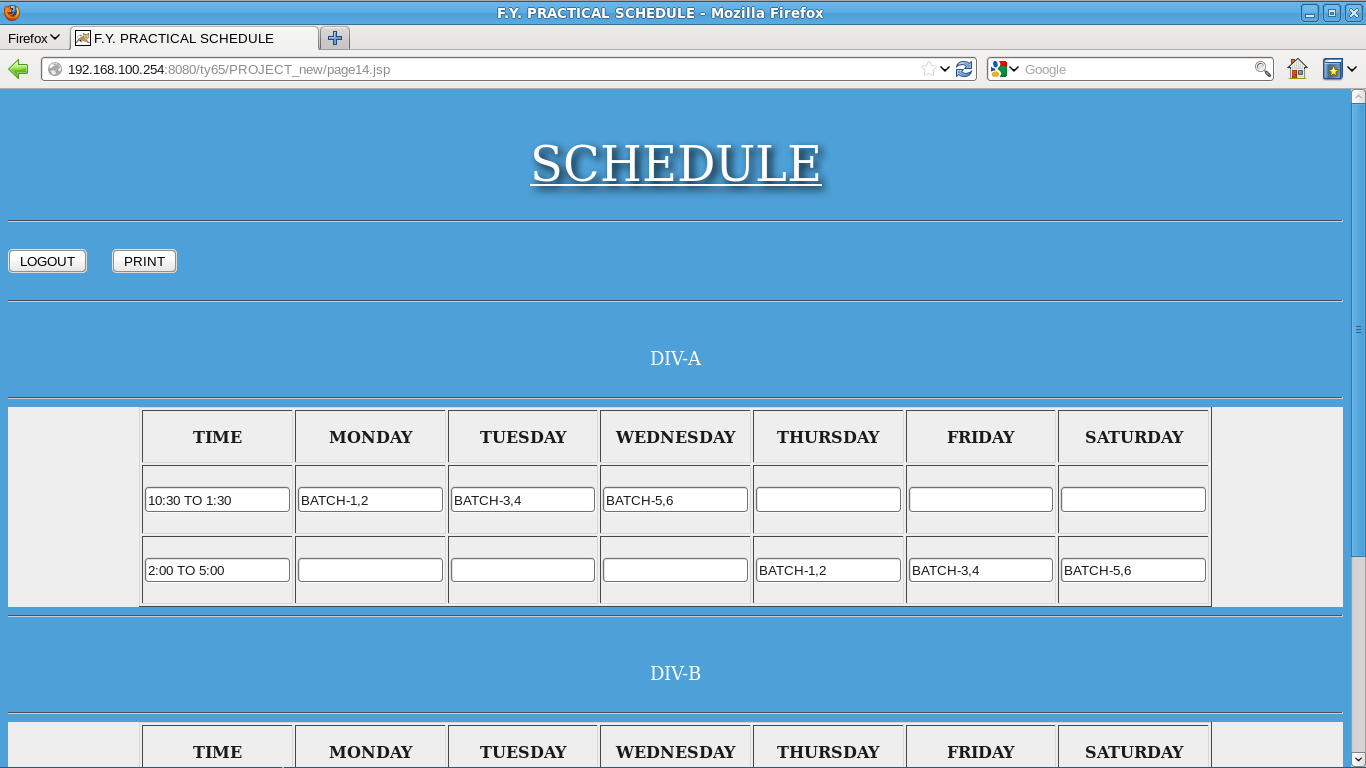 F.Y. PRACTICAL SCHEDULE - Mozilla Firefox
Firefox
F.Y. PRACTICAL SCHEDULE
192.168.100.254:8080/ty65/PROJECT_new/page14.jsp
Google
SCHEDULE
LOGOUT PRINT
DIV-A
TIME MONDAY TUESDAY WEDNESDAY THURSDAY FRIDAY SATURDAY
10:30 TO 1:30 BATCH-1,2 BATCH-3,4 BATCH-5,6
2:00 TO 5:00 BATCH-1,2 BATCH-3,4 BATCH-5,6
DIV-B
TIME MONDAY TUESDAY WEDNESDAY THURSDAY FRIDAY SATURDAY